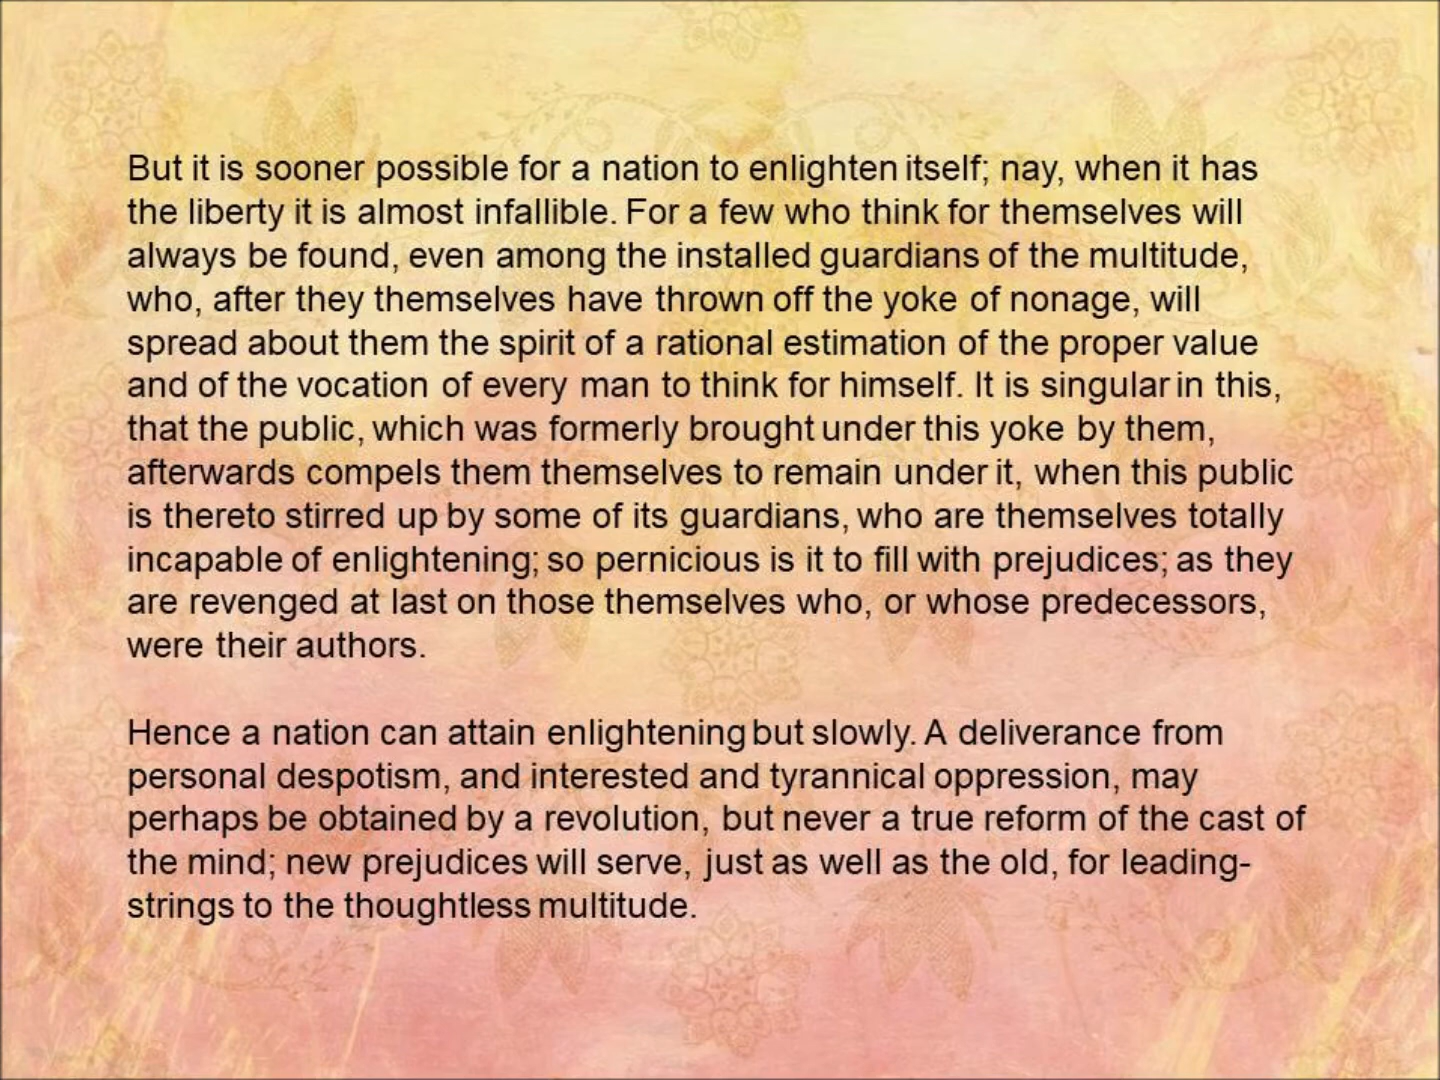 But it is sooner possible for a nation to enlighten itself; nay, when it has
the liberty it is almost infallible. For a few who think for themselves will
always be found, even among the installed guardians of the multitude,
who, after they themselves have thrown off the yoke of nonage, will
spread about them the spirit of a rational estimation of the proper value
and of the vocation of every man to think for himself. It is singular in this,
that the public, which was formerly brought under this yoke by them,
afterwards compels them themselves to remain under it, when this public
is thereto stirred up by some of its guardians, who are themselves totally
incapable of enlightening; so pernicious is it to fill with prejudices; as they
are revenged at last on those themselves who, or whose predecessors,
were their authors.
Hence a nation can attain enlightening but slowly. A deliverance from
personal despotism, and interested and tyrannical oppression, may
perhaps be obtained by a revolution, but never a true reform of the cast of
the mind; new prejudices will serve, just as well as the old, for leading-
strings to the thoughtless multitude.